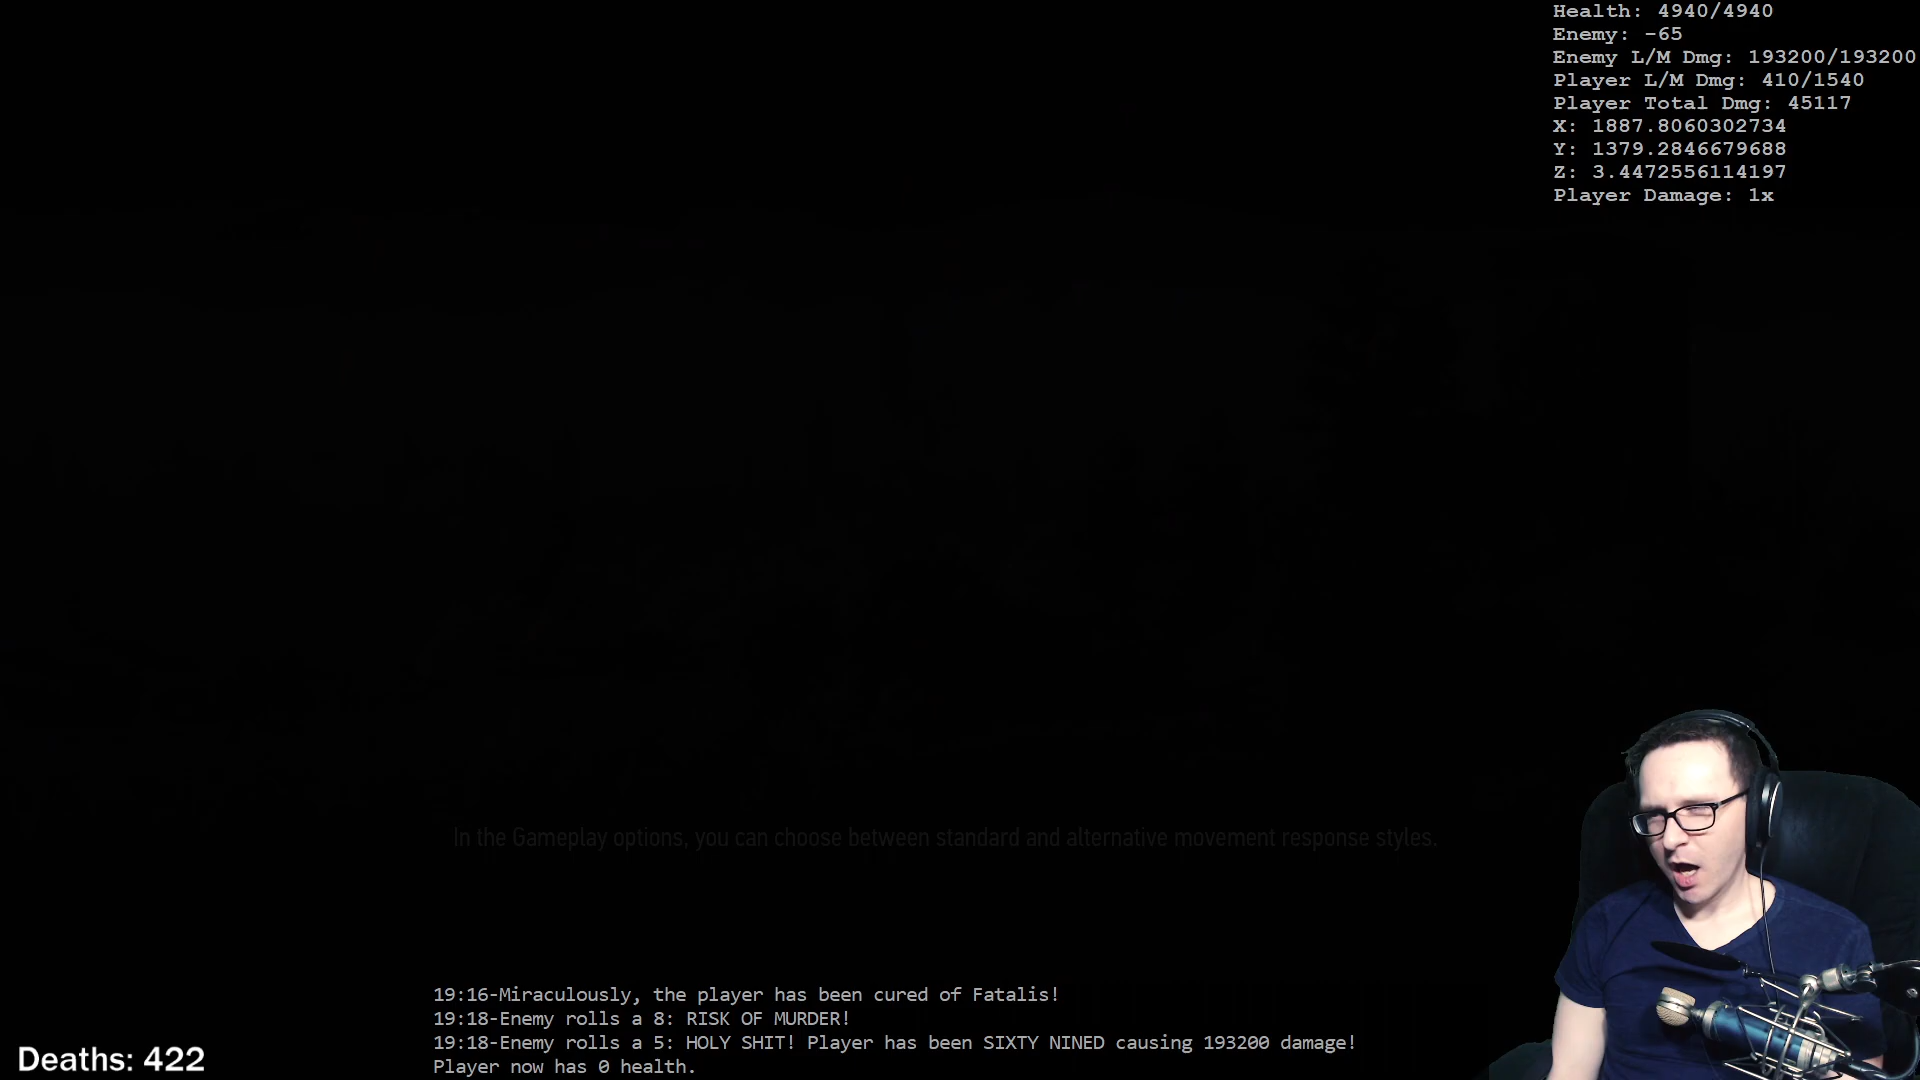 Health: 4940/4940
Enemy: -65
Enemy L/M Dmg: 193200/193200
Player L/M Dmg: 410/1540
Player Total Dmg: 45117
X: 1887.8060302734
Y: 1379.2846679688
Z: 3.4472556114197
Player Damage: 1x
In the Gameplay options, you can choose between standard and alternative movement response styles.
19:16-Miraculously, the player has been cured of Fatalis!
19:18-Enemy rolls a 8: RISK OF MURDER!
19:18-Enemy rolls a 5: HOLY SHIT! Player has been SIXTY NINED causing 193200 damage!
Player now has 0 health.
Deaths: 422